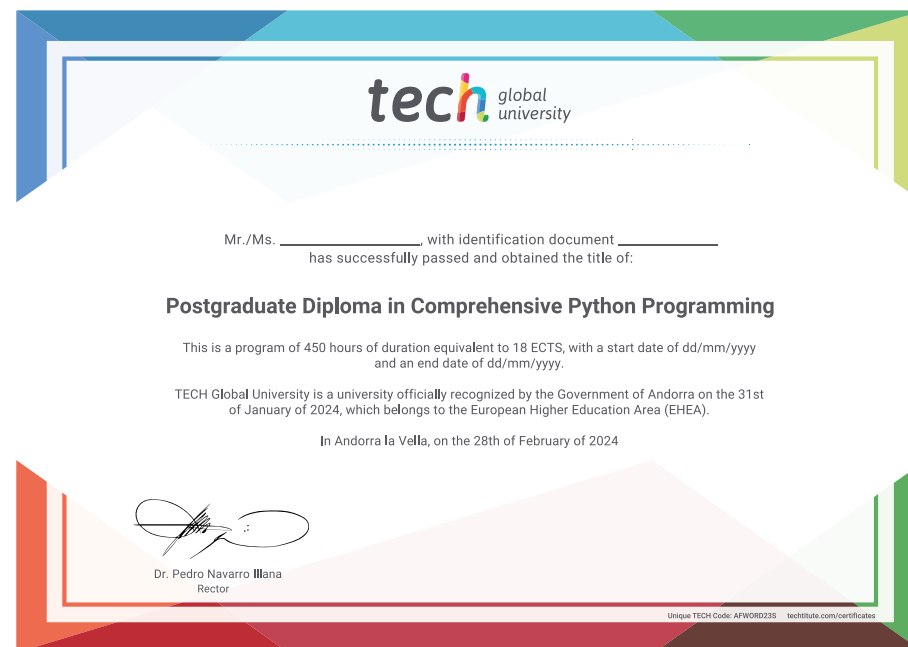 tech global
university
Mr./Ms. ____________________, with identification document ______________
has successfully passed and obtained the title of:
Postgraduate Diploma in Comprehensive Python Programming
This is a program of 450 hours of duration equivalent to 18 ECTS, with a start date of dd/mm/yyyy
and an end date of dd/mm/yyyy.
TECH Global University is a university officially recognized by the Government of Andorra on the 31st
of January of 2024, which belongs to the European Higher Education Area (EHEA).
In Andorra la Vella, on the 28th of February of 2024
Dr. Pedro Navarro Illana
Rector
Unique TECH Code: AFWORD23S techtitute.com/certificates